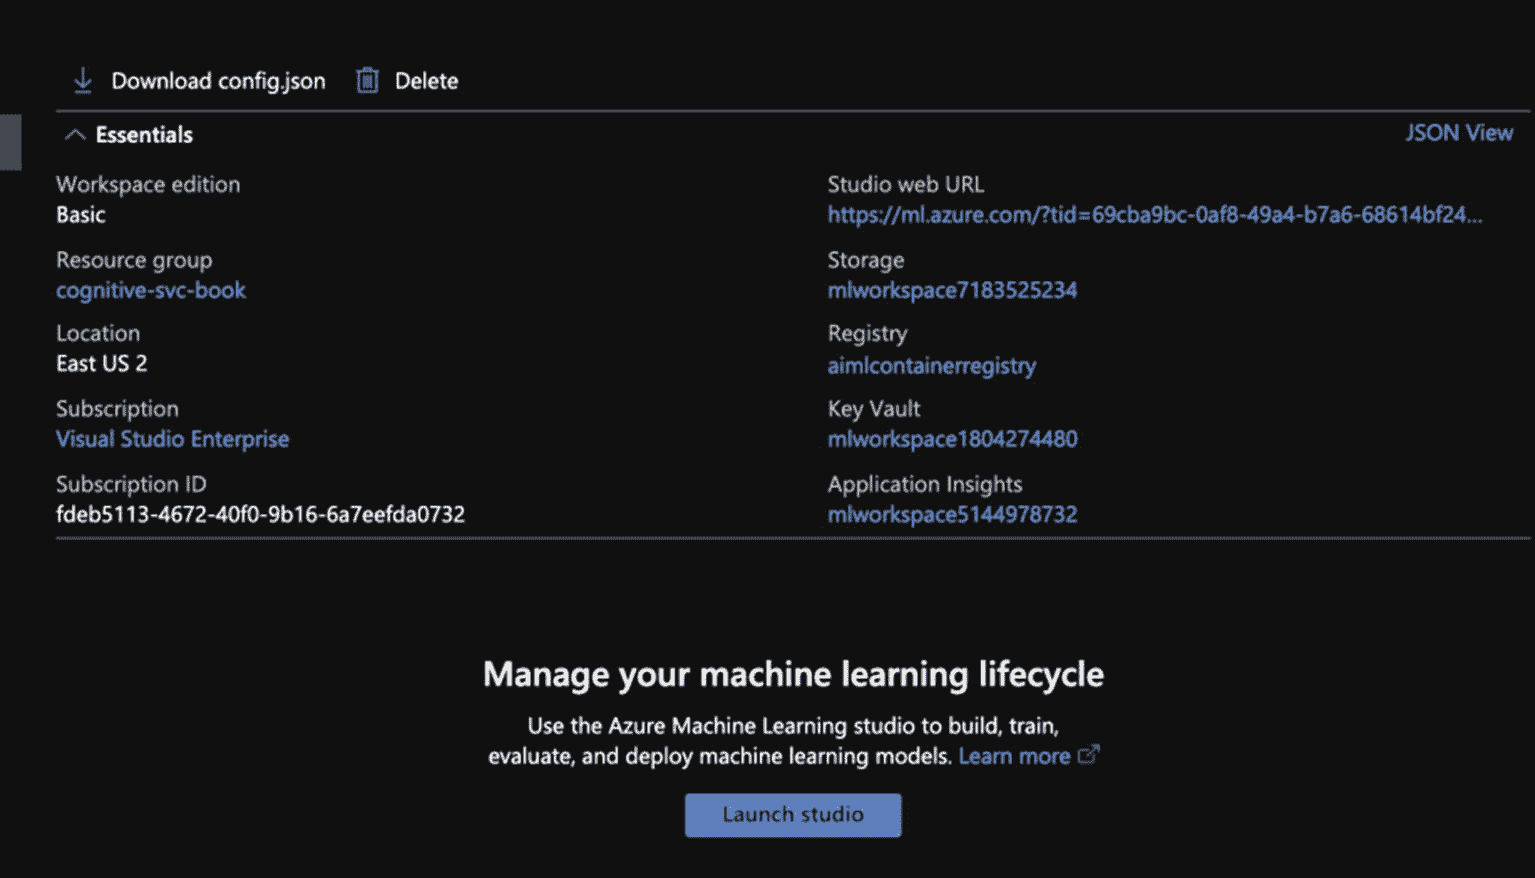 Download config.json
Delete
Essentials
JSON View
Workspace edition
Basic
Resource group
cognitive-svc-book
Location
East US 2
Subscription
Visual Studio Enterprise
Subscription ID
fdeb5113-4672-40f0-9b16-6a7eefda0732
Studio web URL
https://ml.azure.com/?tid=69cba9bc-0af8-49a4-b7a6-68614bf24...
Storage
mlworkspace7183525234
Registry
aimlcontainerregistry
Key Vault
mlworkspace1804274480
Application Insights
mlworkspace5144978732
Manage your machine learning lifecycle
Use the Azure Machine Learning studio to build, train,
evaluate, and deploy machine learning models. Learn more
Launch studio